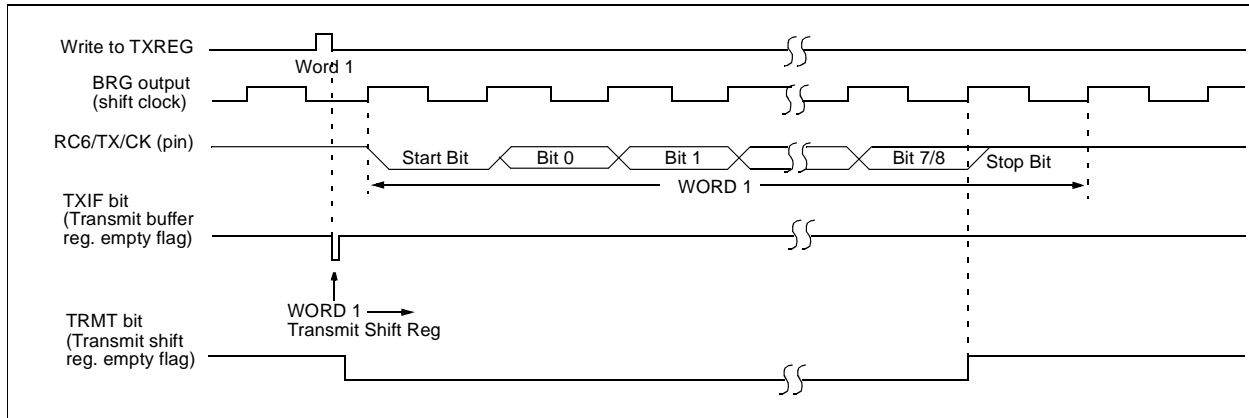 Write to TXREG
Word 1
BRG output
(shift clock)
RC6/TX/CK (pin)
Start Bit
Bit 0
Bit 1
Bit 7/8
Stop Bit
WORD 1
TXIF bit
(Transmit buffer
reg. empty flag)
WORD 1
Transmit Shift Reg
TRMT bit
(Transmit shift
reg. empty flag)